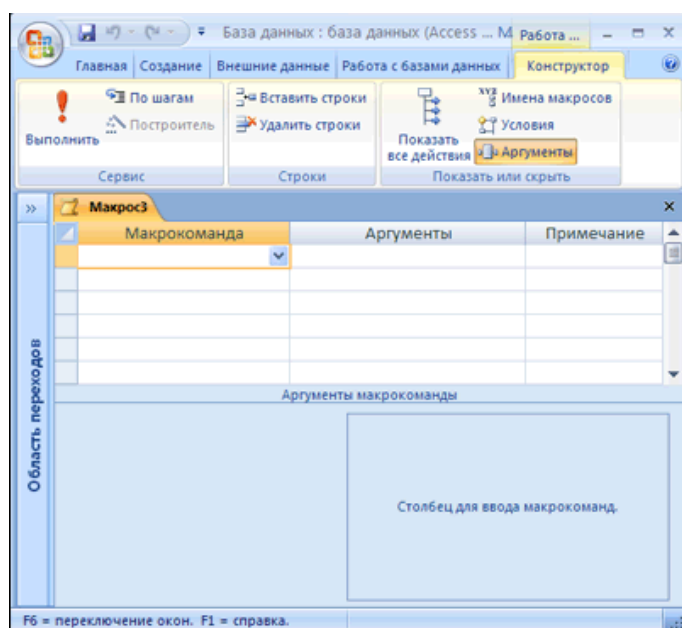 База данных : база данных (Access ... М Работа ...
Главная Создание Внешние данные Работа с базами данных Конструктор
Выполнить
По шагам
Построитель
Сервис
Вставить строки
Удалить строки
Строки
Показать
все действия
Имена макросов
Условия
Аргументы
Показать или скрыть
Макрос3
Макрокоманда Аргументы Примечание
Область переходов
Аргументы макрокоманды
Столбец для ввода макрокоманд.
F6 = переключение окон. F1 = справка.